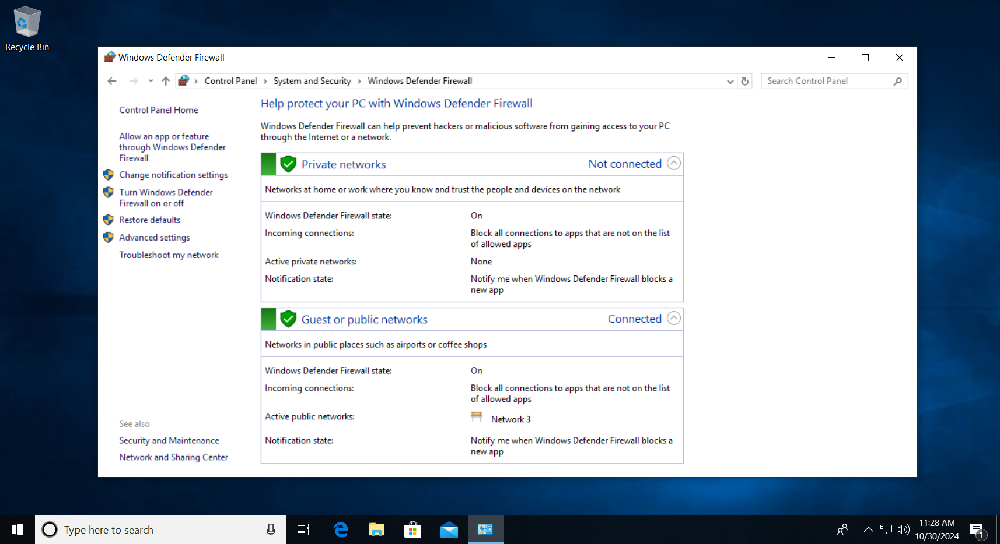 Recycle Bin
Windows Defender Firewall
Control Panel > System and Security > Windows Defender Firewall
Search Control Panel
Control Panel Home
Allow an app or feature
through Windows Defender
Firewall
Change notification settings
Turn Windows Defender
Firewall on or off
Restore defaults
Advanced settings
Troubleshoot my network
See also
Security and Maintenance
Network and Sharing Center
Help protect your PC with Windows Defender Firewall
Windows Defender Firewall can help prevent hackers or malicious software from gaining access to your PC
through the Internet or a network.
Private networks Not connected
Networks at home or work where you know and trust the people and devices on the network
Windows Defender Firewall state: On
Incoming connections: Block all connections to apps that are not on the list
of allowed apps
Active private networks: None
Notification state: Notify me when Windows Defender Firewall blocks a
new app
Guest or public networks Connected
Networks in public places such as airports or coffee shops
Windows Defender Firewall state: On
Incoming connections: Block all connections to apps that are not on the list
of allowed apps
Active public networks: Network 3
Notification state: Notify me when Windows Defender Firewall blocks a
new app
Type here to search
11:28 AM
10/30/2024
1